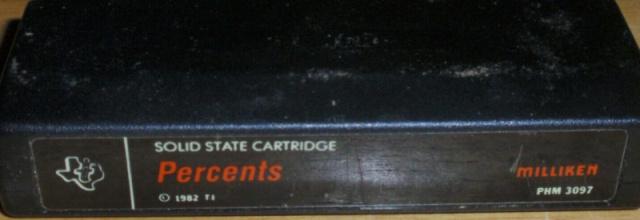 SOLID STATE CARTRIDGE
Percents
© 1982 TI
MILLIKEN
PHM 3097